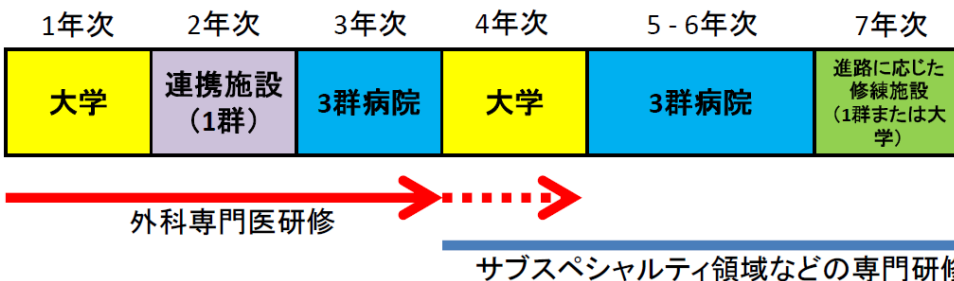 1年次 2年次 3年次 4年次 5 - 6年次 7年次
大学
連携施設
(1群)
3群病院
大学
3群病院
進路に応じた
修練施設
(1群または大
学)
外科専門医研修
サブスペシャルティ領域などの専門研修